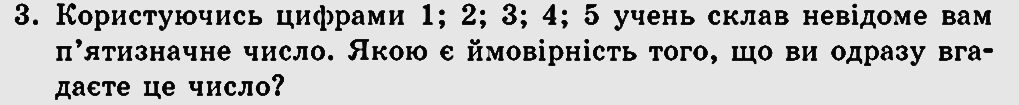 3. Користуючись цифрами 1; 2; 3; 4; 5 учень склав невідоме вам
п’ятизначне число. Якою є ймовірність того, що ви одразу вга-
даєте це число?